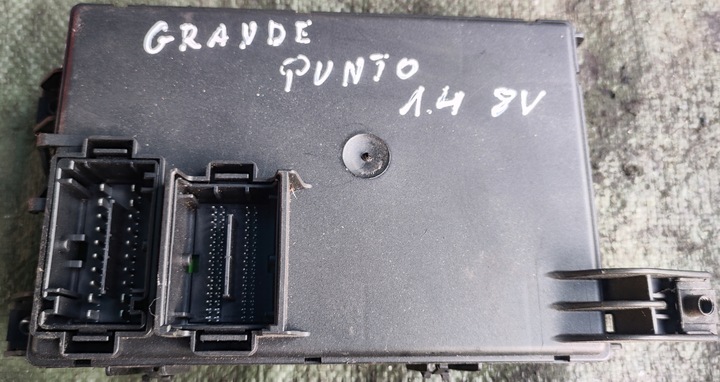 GRANDE
PUNTO
1.4 8V